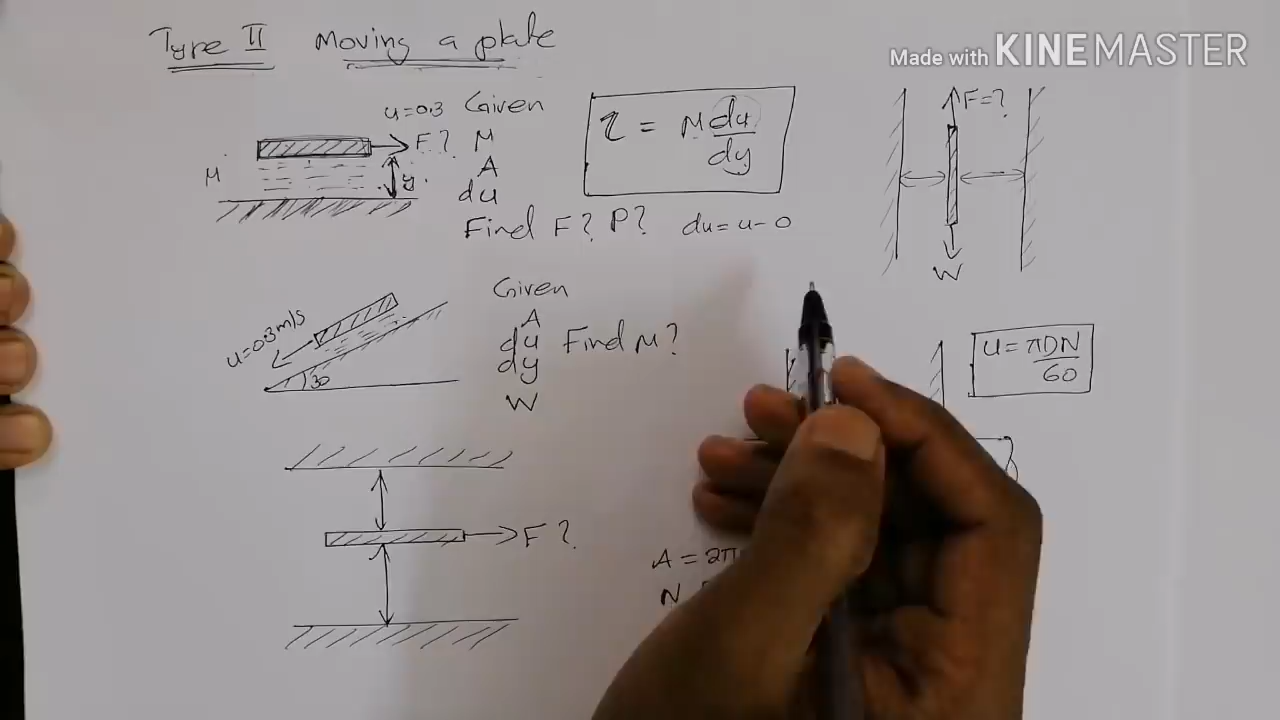 Type II Moving a plate
Made with KINEMASTER
u=0.3
F?
μ
y
Given
μ
A
du
Find F? P?
τ = μ du/dy
du = u - 0
F=?
W
u=0.3m/s
30
Given
A
du
dy
W
Find μ?
F?
u = πDN/60
A = 2π
N